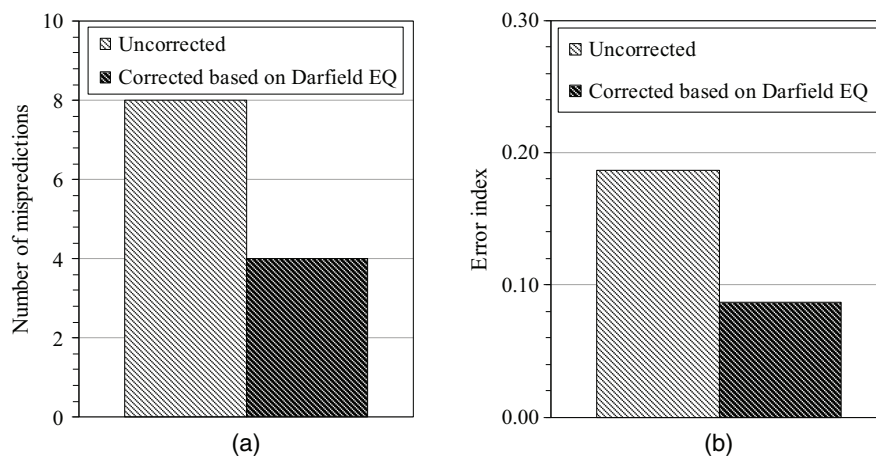 10
8
6
4
2
0
Number of mispredictions
Uncorrected
Corrected based on Darfield EQ
(a)
0.30
0.20
0.10
0.00
Error index
Uncorrected
Corrected based on Darfield EQ
(b)